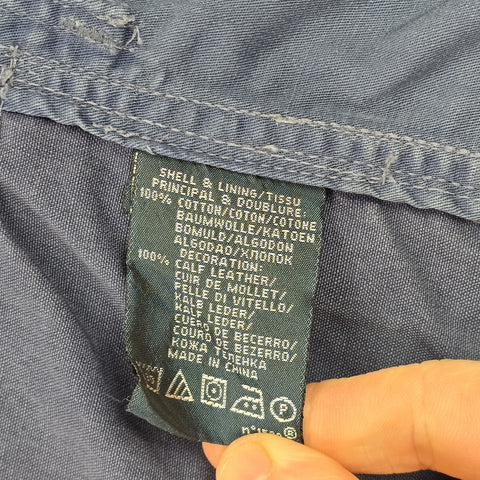 SHELL & LINING/TISSU
PRINCIPAL & DOUBLURE:
100% COTTON/COTON/COTONE
BAUMWOLLE/KATOEN
BOMULD/ALGODON
ALGODAO/ХЛОПОК
DECORATION:
100% CALF LEATHER/
CUIR DE MOLLET/
PELLE DI VITELLO/
KALB LEDER/
KALF LEDER/
CUERO DE BECERRO/
COURO DE BEZERRO/
КОЖА ТЕЛЕНКА
MADE IN CHINA
P